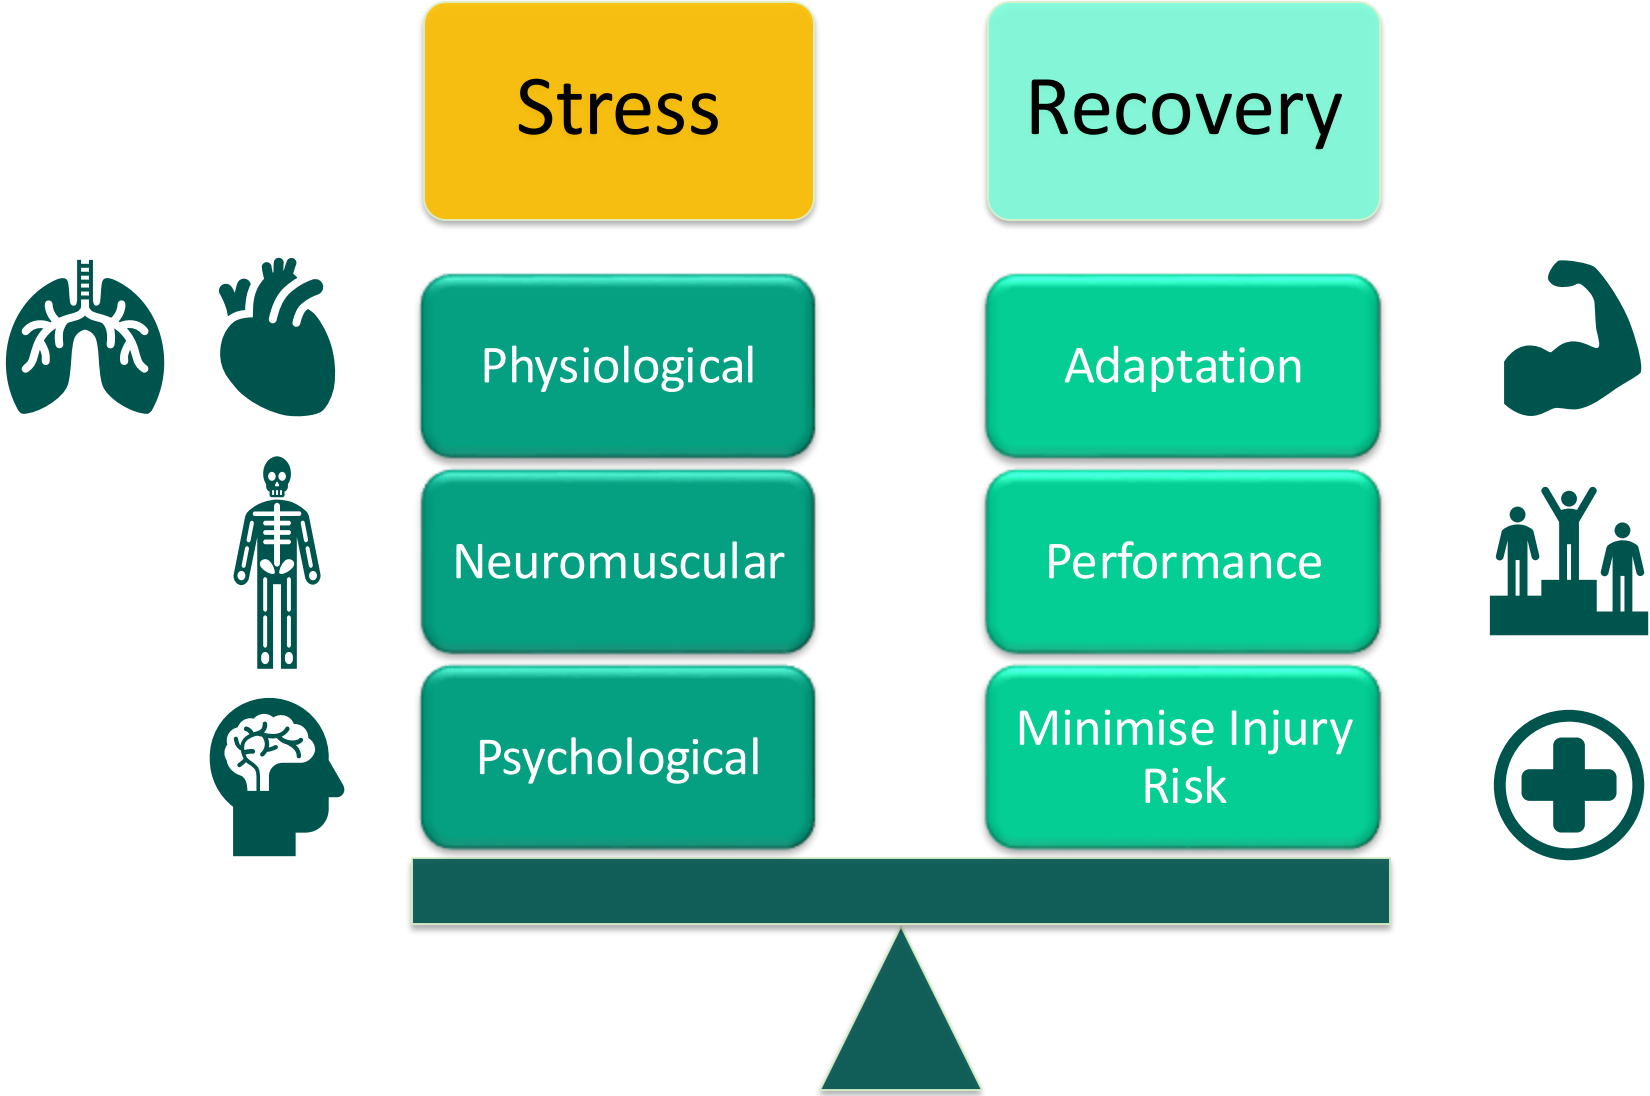 Stress
Recovery
Physiological
Adaptation
Neuromuscular
Performance
Psychological
Minimise Injury
Risk